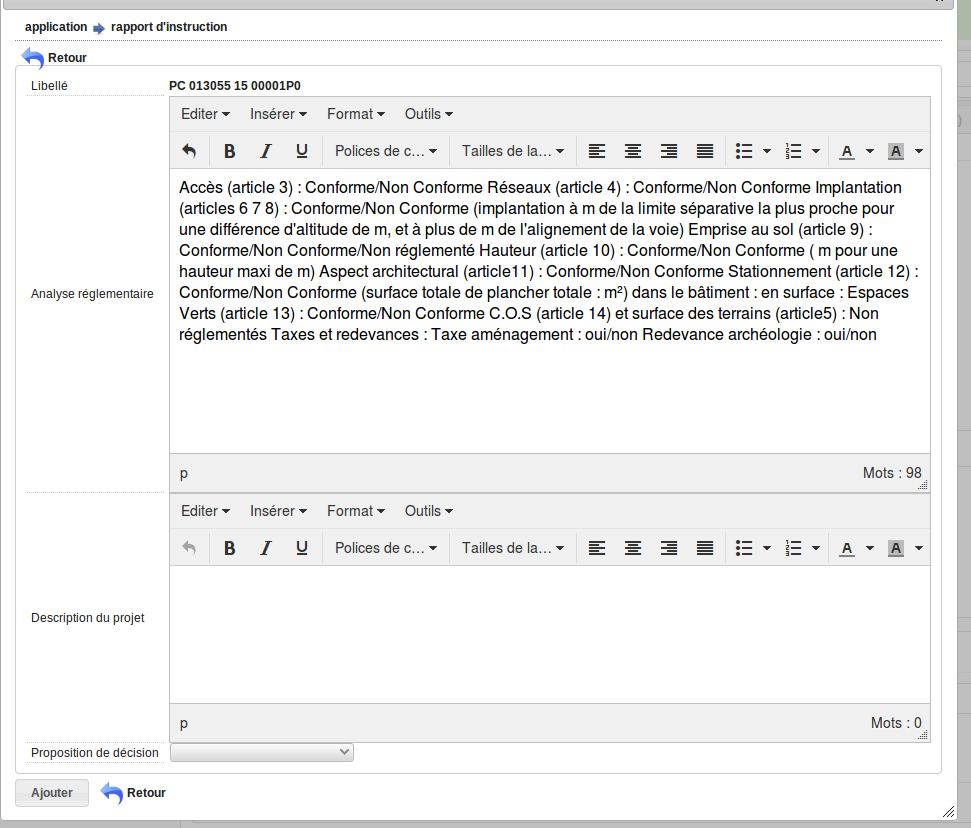 application rapport d'instruction
Retour
Libellé PC 013055 15 00001P0
Editer Insérer Format Outils
B I U Polices de c... Tailles de la... A A
Accès (article 3) : Conforme/Non Conforme Réseaux (article 4) : Conforme/Non Conforme Implantation
(articles 6 7 8) : Conforme/Non Conforme (implantation à m de la limite séparative la plus proche pour
une différence d'altitude de m, et à plus de m de l'alignement de la voie) Emprise au sol (article 9) :
Conforme/Non Conforme/Non réglementé Hauteur (article 10) : Conforme/Non Conforme ( m pour une
hauteur maxi de m) Aspect architectural (article11) : Conforme/Non Conforme Stationnement (article 12) :
Conforme/Non Conforme (surface totale de plancher totale : m²) dans le bâtiment : en surface : Espaces
Verts (article 13) : Conforme/Non Conforme C.O.S (article 14) et surface des terrains (article5) : Non
réglementés Taxes et redevances : Taxe aménagement : oui/non Redevance archéologie : oui/non
Analyse réglementaire
p Mots : 98
Editer Insérer Format Outils
B I U Polices de c... Tailles de la... A A
Description du projet
p Mots : 0
Proposition de décision
Ajouter Retour